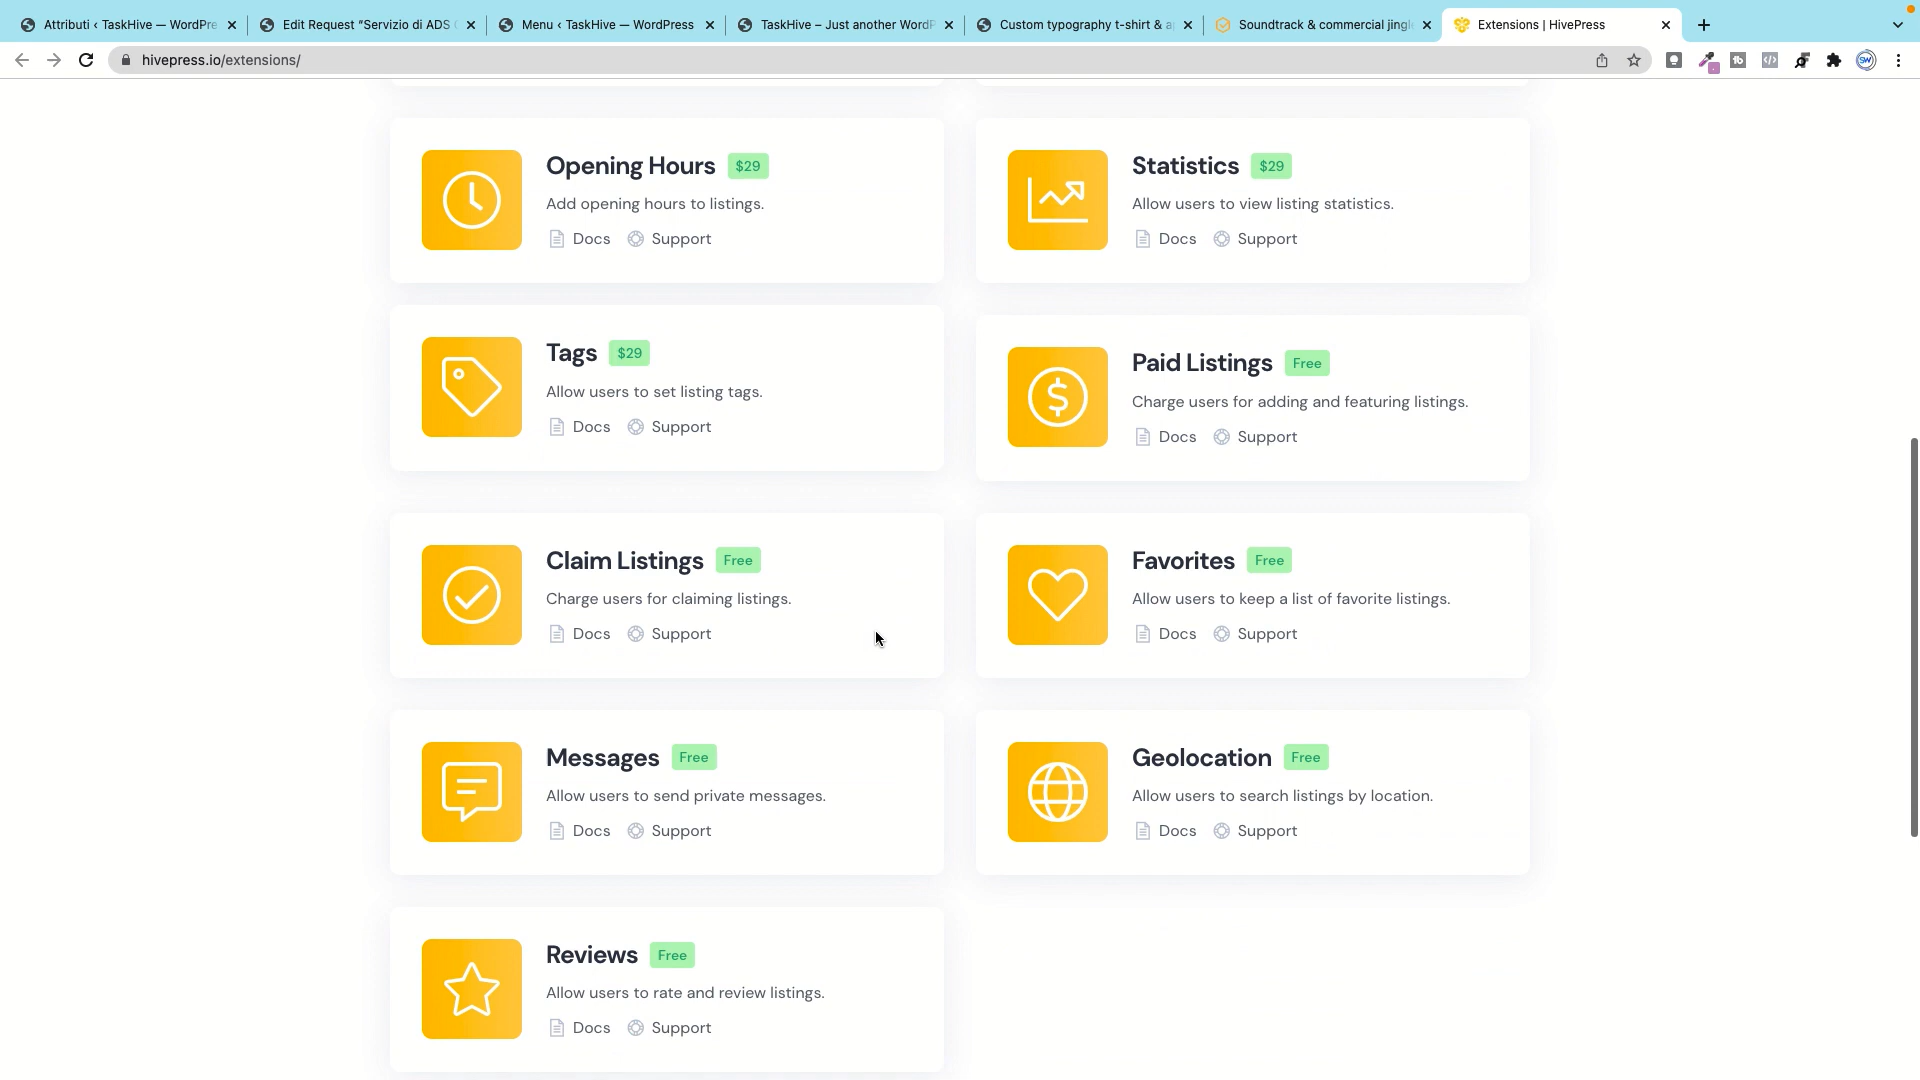 Attributi ‹ TaskHive — WordPre
Edit Request “Servizio di ADS
Menu ‹ TaskHive — WordPress
TaskHive – Just another WordP
Custom typography t-shirt & a
Soundtrack & commercial jingl
Extensions | HivePress
hivepress.io/extensions/
Opening Hours $29
Add opening hours to listings.
Docs Support
Statistics $29
Allow users to view listing statistics.
Docs Support
Tags $29
Allow users to set listing tags.
Docs Support
Paid Listings Free
Charge users for adding and featuring listings.
Docs Support
Claim Listings Free
Charge users for claiming listings.
Docs Support
Favorites Free
Allow users to keep a list of favorite listings.
Docs Support
Messages Free
Allow users to send private messages.
Docs Support
Geolocation Free
Allow users to search listings by location.
Docs Support
Reviews Free
Allow users to rate and review listings.
Docs Support